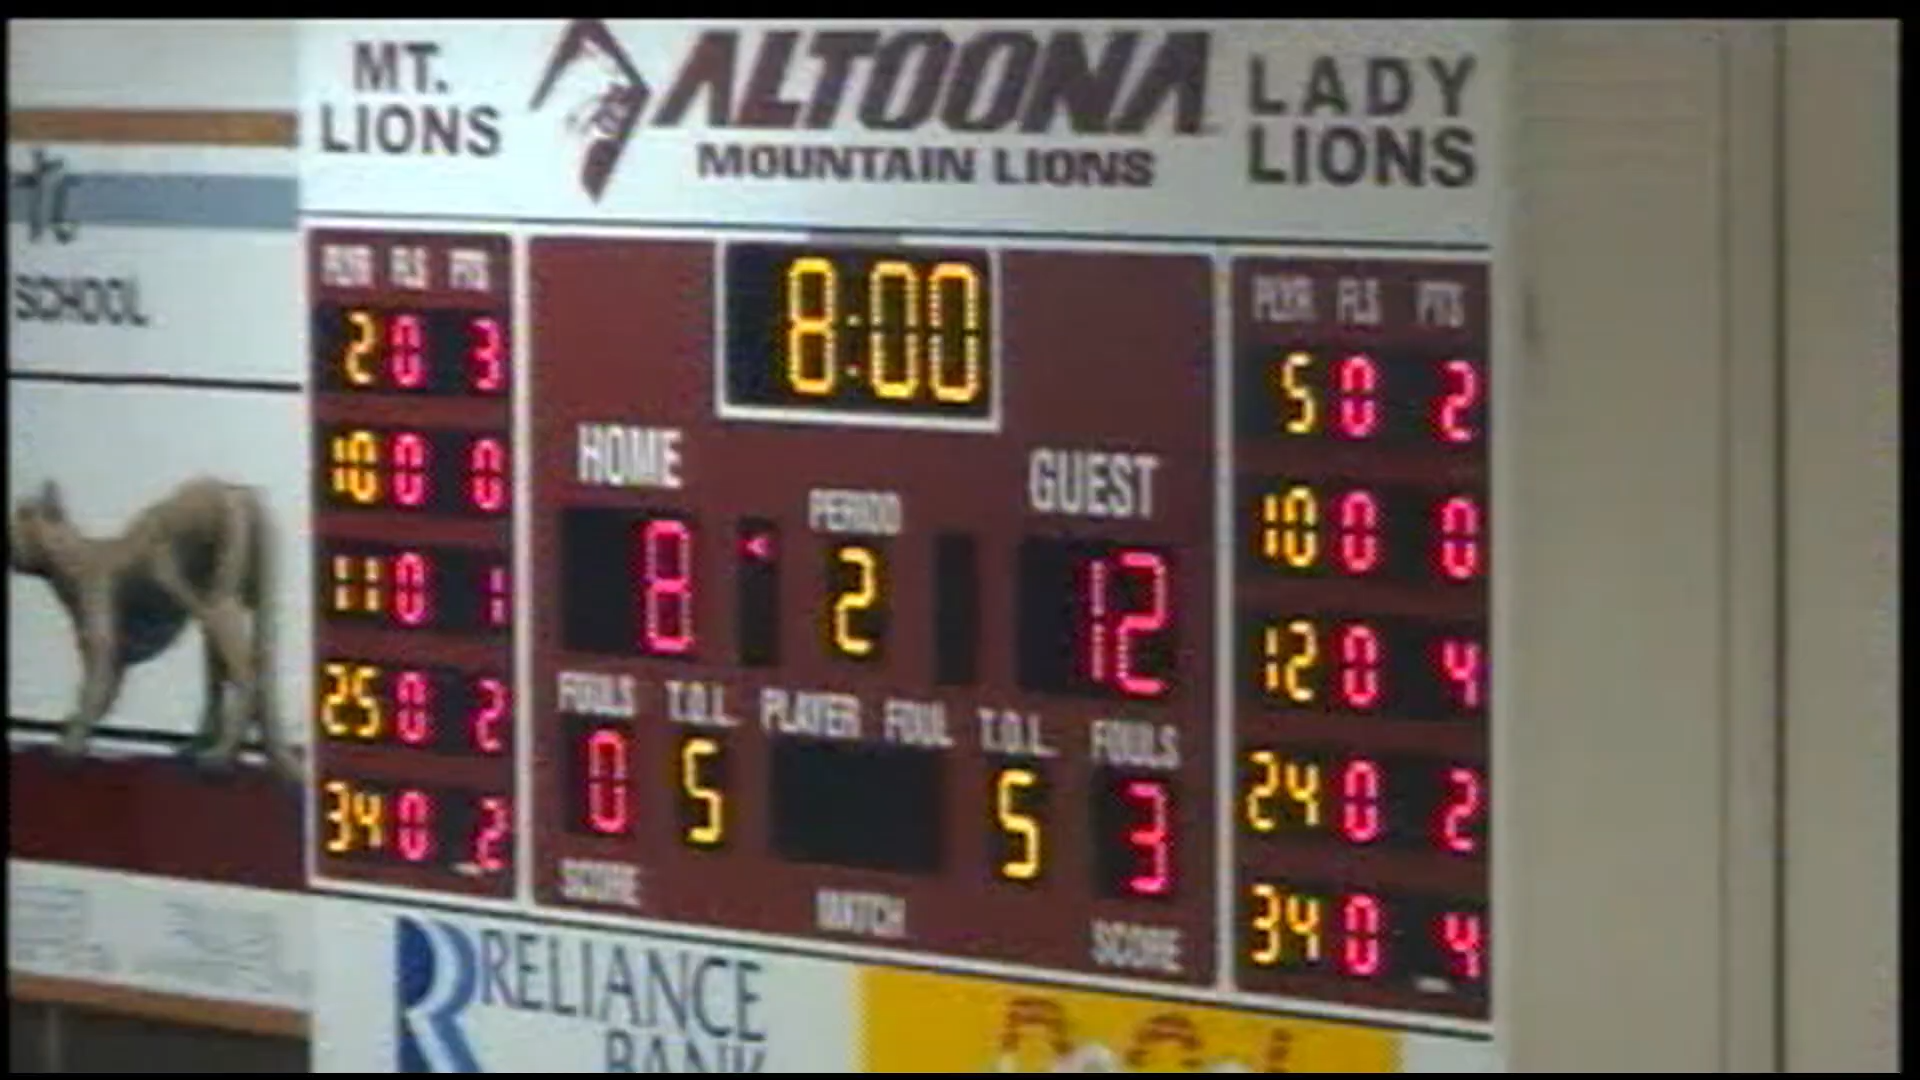 MT.
LIONS
ALTOONA
MOUNTAIN LIONS
LADY
LIONS
SCHOOL
PLYR FLS PTS
2 0 3
10 0 0
11 0 1
25 0 2
34 0 2
8:00
HOME
PERIOD
GUEST
8 < 2 12
FOULS T.O.L. PLAYER FOUL T.O.L. FOULS
0 5 5 3
SCORE MATCH SCORE
PLYR FLS PTS
5 0 2
10 0 0
12 0 4
24 0 2
34 0 4
RELIANCE
BANK